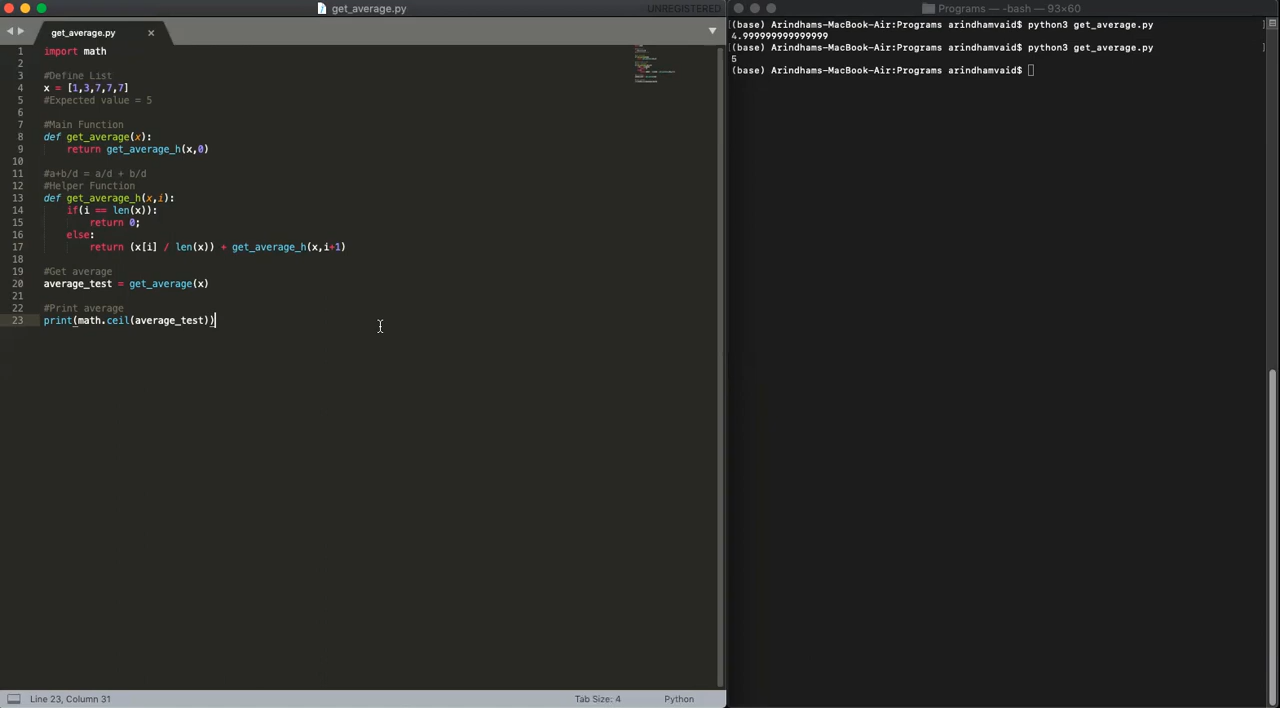 get_average.py
UNREGISTERED
get_average.py ×
1 import math
2
3 #Define List
4 x = [1,3,7,7,7]
5 #Expected value = 5
6
7 #Main Function
8 def get_average(x):
9 return get_average_h(x,0)
10
11 #a+b/d = a/d + b/d
12 #Helper Function
13 def get_average_h(x,i):
14 if(i == len(x)):
15 return 0;
16 else:
17 return (x[i] / len(x)) + get_average_h(x,i+1)
18
19 #Get average
20 average_test = get_average(x)
21
22 #Print average
23 print(math.ceil(average_test))
Line 23, Column 31
Tab Size: 4
Python
Programs — -bash — 93×60
[(base) Arindhams-MacBook-Air:Programs arindhamvaid$ python3 get_average.py ]
4.999999999999999
[(base) Arindhams-MacBook-Air:Programs arindhamvaid$ python3 get_average.py ]
5
(base) Arindhams-MacBook-Air:Programs arindhamvaid$